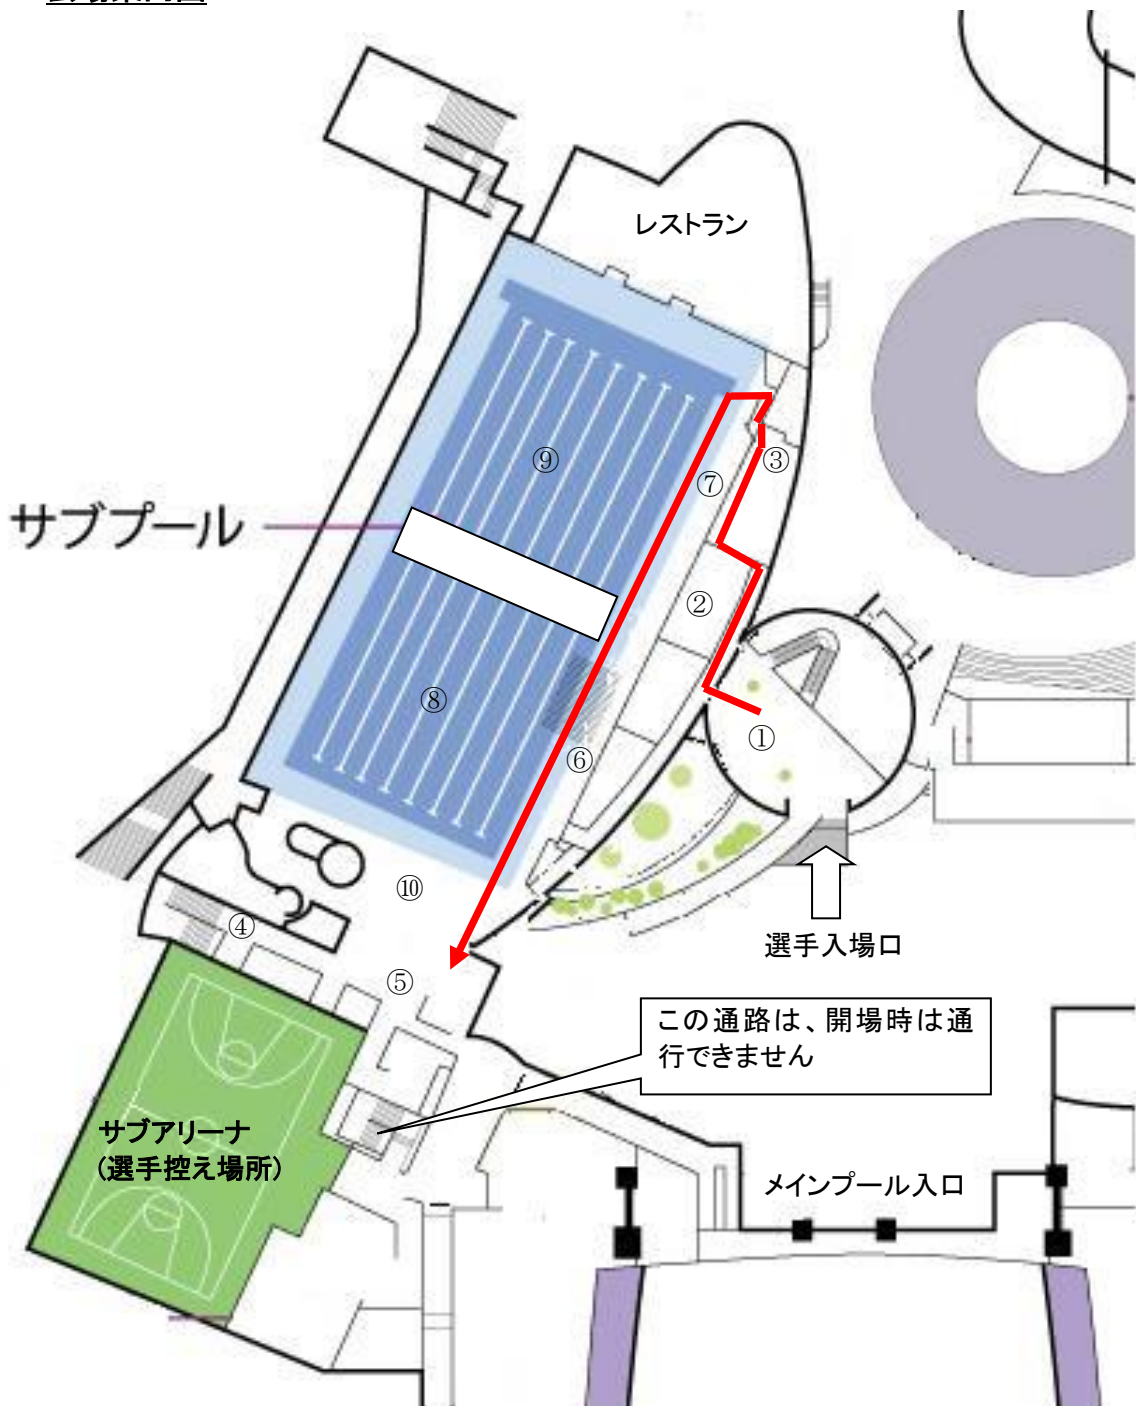 レストラン
⑨
③
⑦
サブプール
②
⑧
①
⑥
⑩
④
選手入場口
⑤
この通路は、開場時は通
行できません
サブアリーナ
(選手控え場所)
メインプール入口